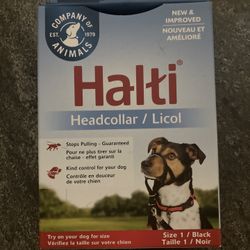 COMPANY of
EST. 1979
ANIMALS
NEW &
IMPROVED
NOUVEAU ET
AMÉLIORÉ
Halti®
Headcollar / Licol
Stops Pulling - Guaranteed
Pour ne plus tirer sur la
chaise - effet garanti
Kind control for your dog
Contrôle en douceur
de votre chien
Try on your dog for size
Vérifiez la taille sur votre chien
Size 1 / Black
Taille 1 / Noir